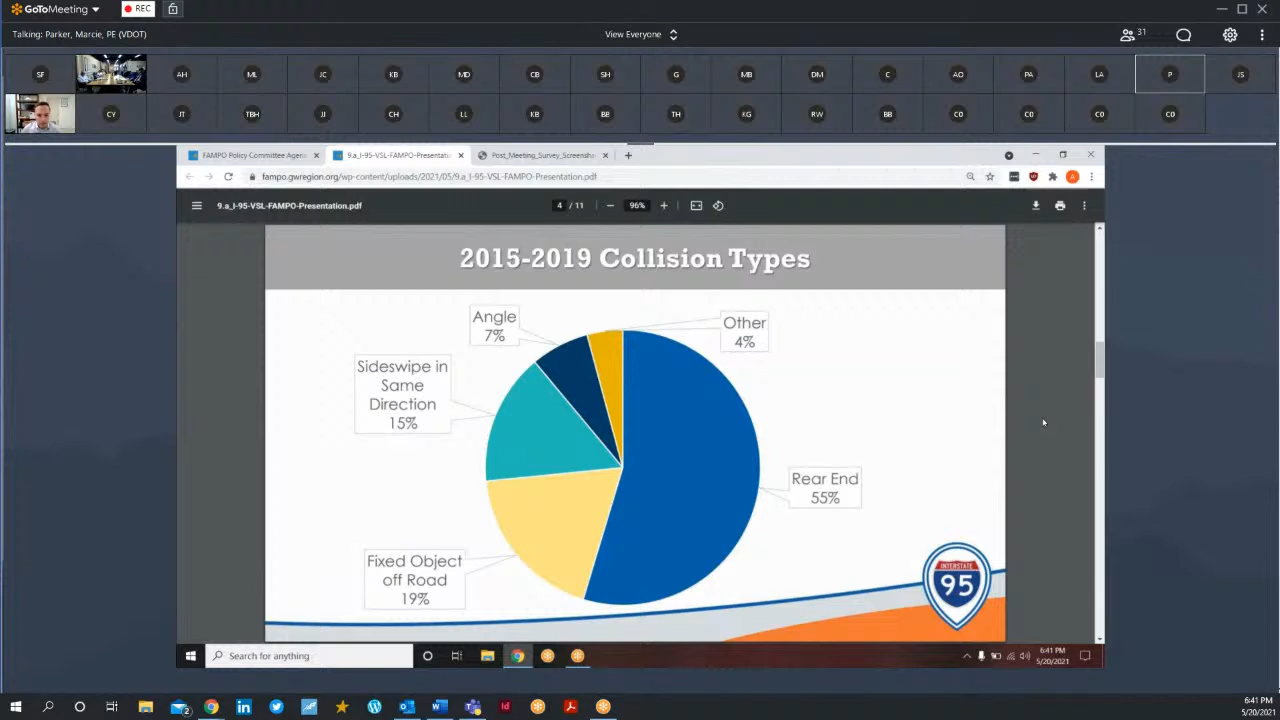 GoToMeeting
REC
Talking: Parker, Marcie, PE (VDOT)
View Everyone
31
SF
AH
ML
JC
KB
MD
CB
SH
G
MB
DM
C
AO
PA
LA
P
JS
CY
JT
TBH
JJ
CH
LL
KB
BB
TH
KG
RW
BB
CO
CO
CO
CO
FAMPO Policy Committee Agen
9.a_I-95-VSL-FAMPO-Presentati
Post_Meeting_Survey_Screensh
fampo.gwregion.org/wp-content/uploads/2021/05/9.a_I-95-VSL-FAMPO-Presentation.pdf
9.a_I-95-VSL-FAMPO-Presentation.pdf
4 / 11
96%
2015-2019 Collision Types
Angle
7%
Other
4%
Sideswipe in
Same
Direction
15%
Rear End
55%
Fixed Object
off Road
19%
INTERSTATE
95
Search for anything
6:41 PM
5/20/2021
6:41 PM
5/20/2021